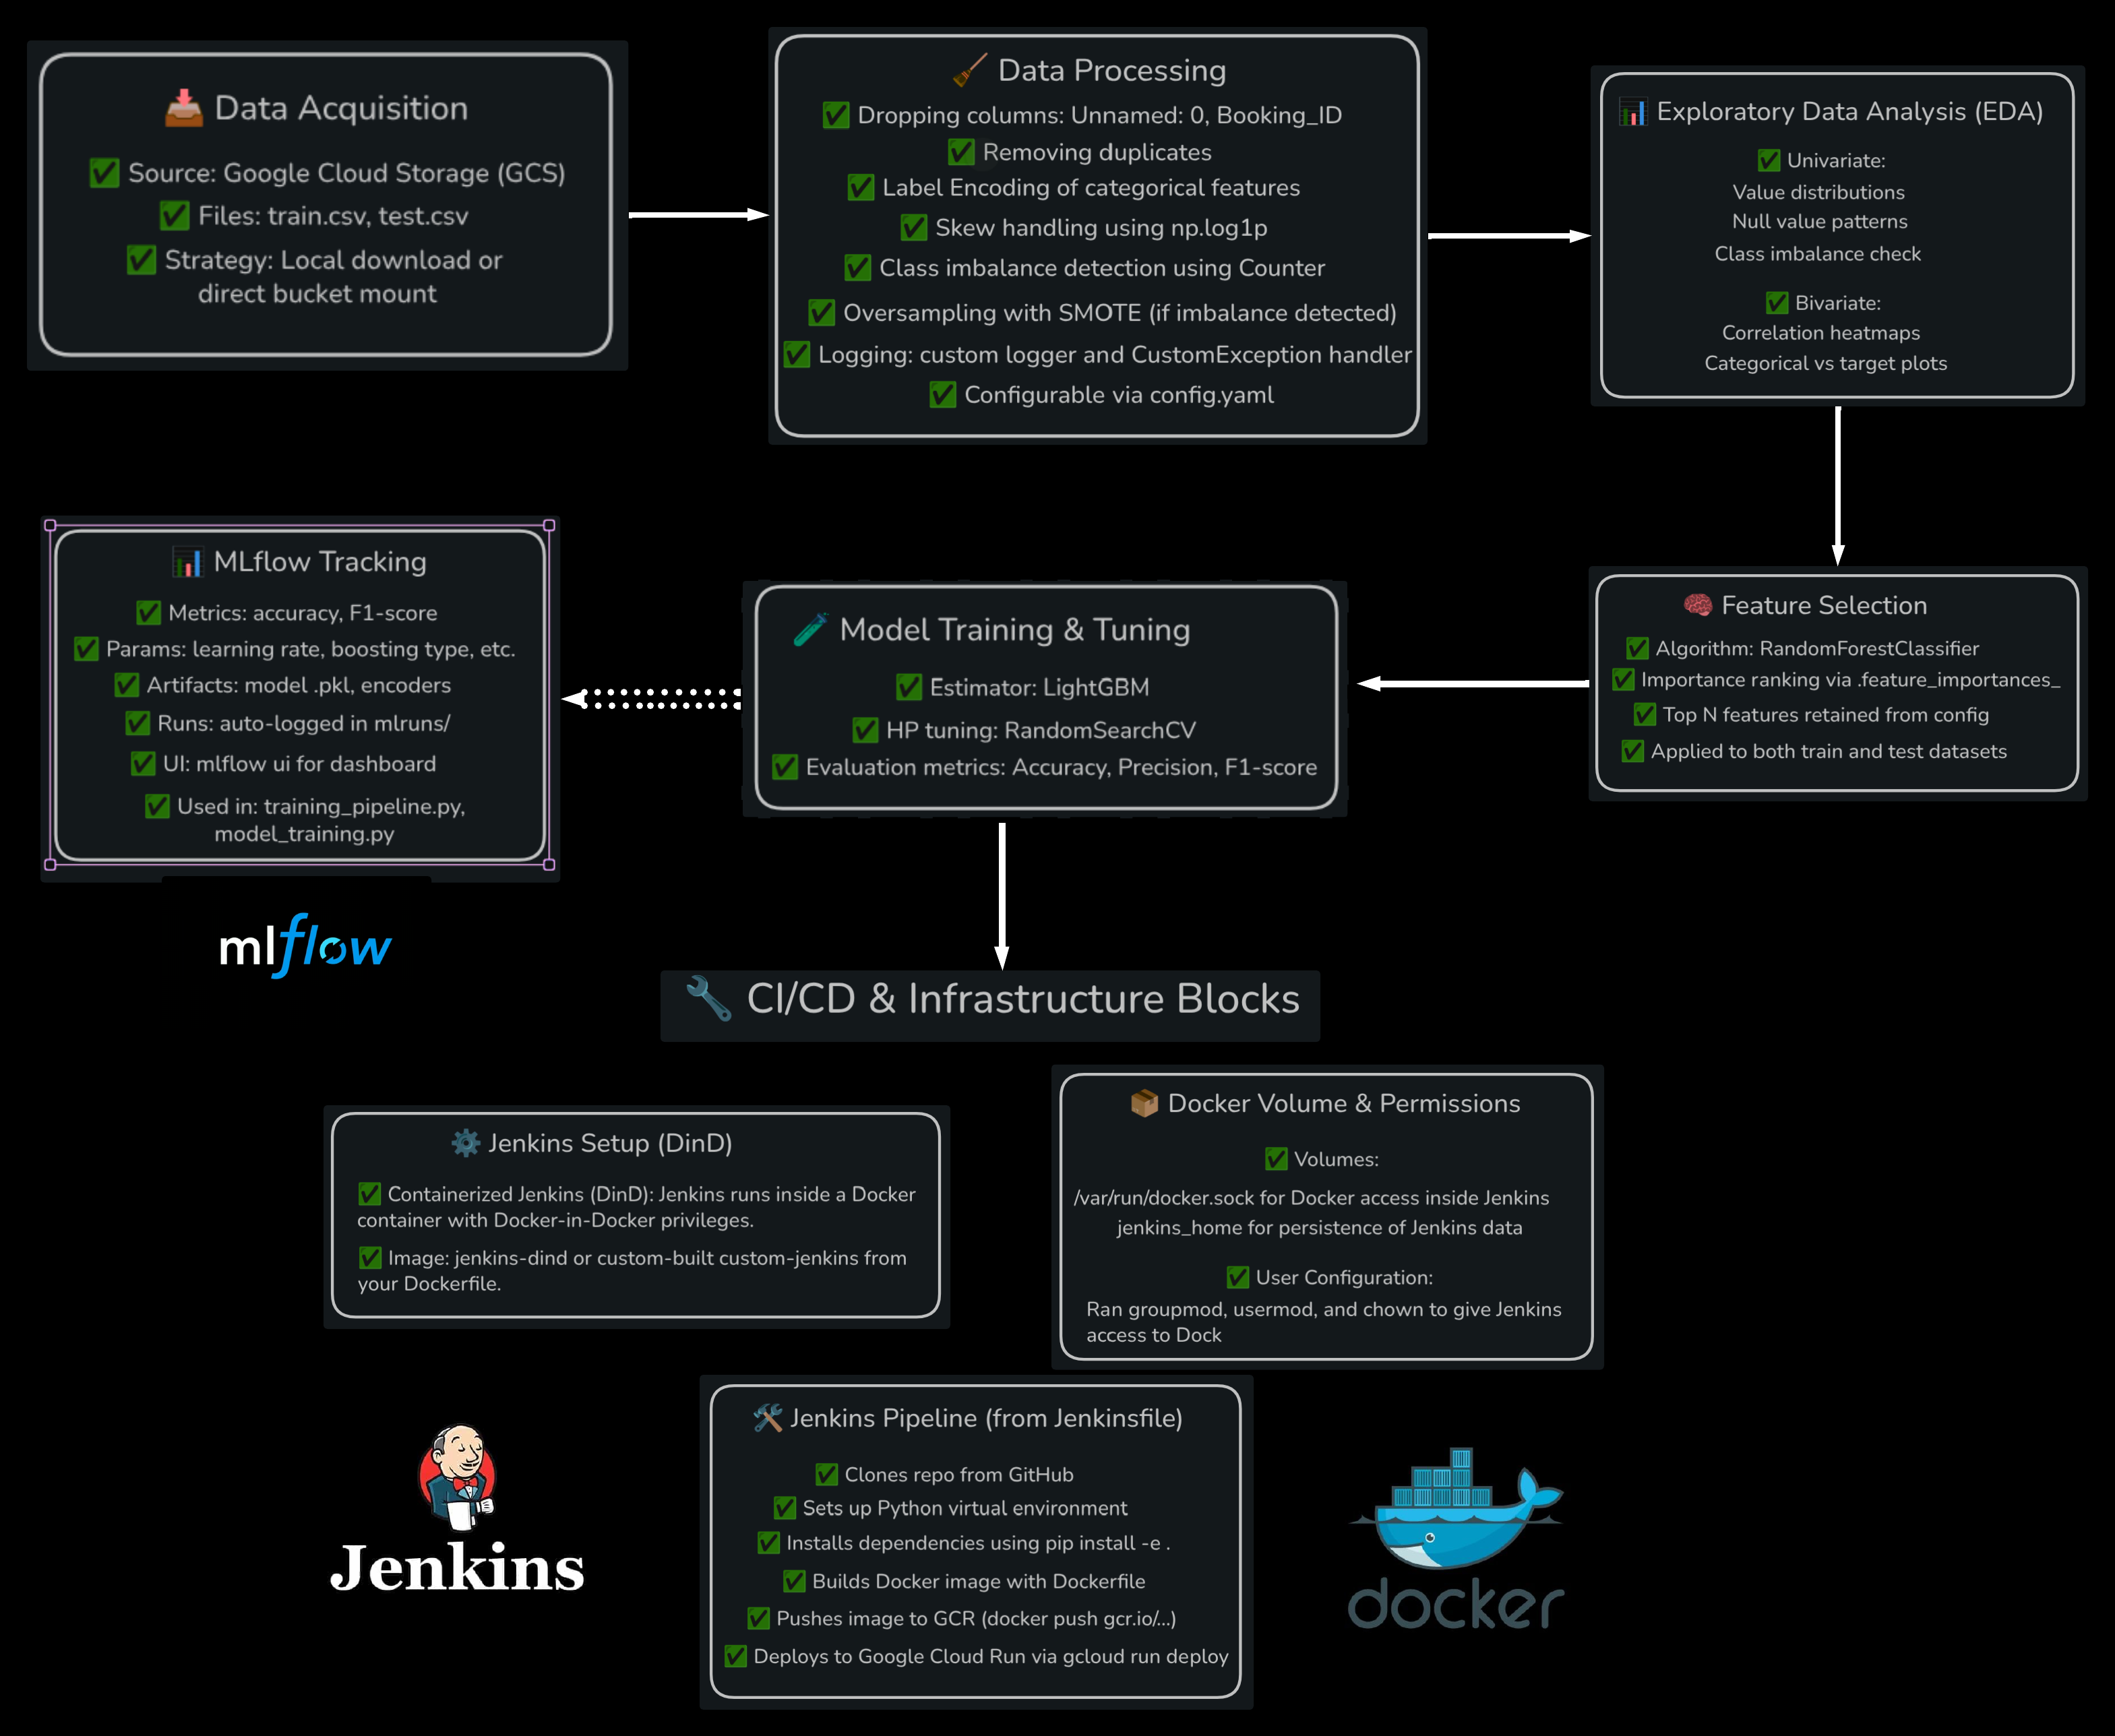 📥 Data Acquisition
✅ Source: Google Cloud Storage (GCS)
✅ Files: train.csv, test.csv
✅ Strategy: Local download or
direct bucket mount
🧹 Data Processing
✅ Dropping columns: Unnamed: 0, Booking_ID
✅ Removing duplicates
✅ Label Encoding of categorical features
✅ Skew handling using np.log1p
✅ Class imbalance detection using Counter
✅ Oversampling with SMOTE (if imbalance detected)
✅ Logging: custom logger and CustomException handler
✅ Configurable via config.yaml
📊 Exploratory Data Analysis (EDA)
✅ Univariate:
Value distributions
Null value patterns
Class imbalance check
✅ Bivariate:
Correlation heatmaps
Categorical vs target plots
🧠 Feature Selection
✅ Algorithm: RandomForestClassifier
✅ Importance ranking via .feature_importances_
✅ Top N features retained from config
✅ Applied to both train and test datasets
🧪 Model Training & Tuning
✅ Estimator: LightGBM
✅ HP tuning: RandomSearchCV
✅ Evaluation metrics: Accuracy, Precision, F1-score
📊 MLflow Tracking
✅ Metrics: accuracy, F1-score
✅ Params: learning rate, boosting type, etc.
✅ Artifacts: model .pkl, encoders
✅ Runs: auto-logged in mlruns/
✅ UI: mlflow ui for dashboard
✅ Used in: training_pipeline.py,
model_training.py
mlflow
🔧 CI/CD & Infrastructure Blocks
⚙️ Jenkins Setup (DinD)
✅ Containerized Jenkins (DinD): Jenkins runs inside a Docker
container with Docker-in-Docker privileges.
✅ Image: jenkins-dind or custom-built custom-jenkins from
your Dockerfile.
📦 Docker Volume & Permissions
✅ Volumes:
/var/run/docker.sock for Docker access inside Jenkins
jenkins_home for persistence of Jenkins data
✅ User Configuration:
Ran groupmod, usermod, and chown to give Jenkins
access to Dock
🛠️ Jenkins Pipeline (from Jenkinsfile)
✅ Clones repo from GitHub
✅ Sets up Python virtual environment
✅ Installs dependencies using pip install -e .
✅ Builds Docker image with Dockerfile
✅ Pushes image to GCR (docker push gcr.io/...)
✅ Deploys to Google Cloud Run via gcloud run deploy
Jenkins
docker